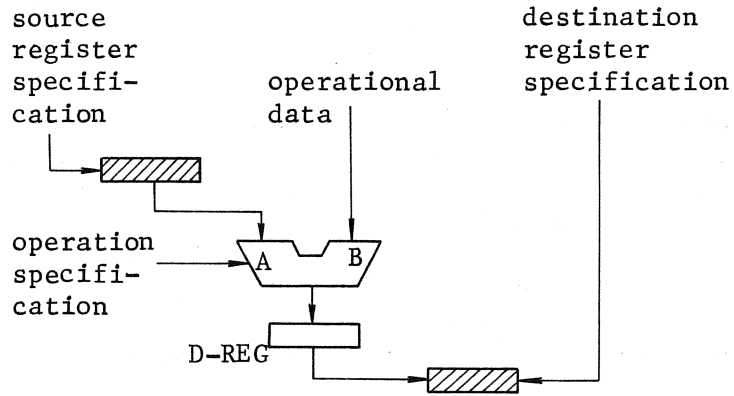 source
register
specifi-
cation
operational
data
destination
register
specification
operation
specifi-
cation
A
B
D-REG